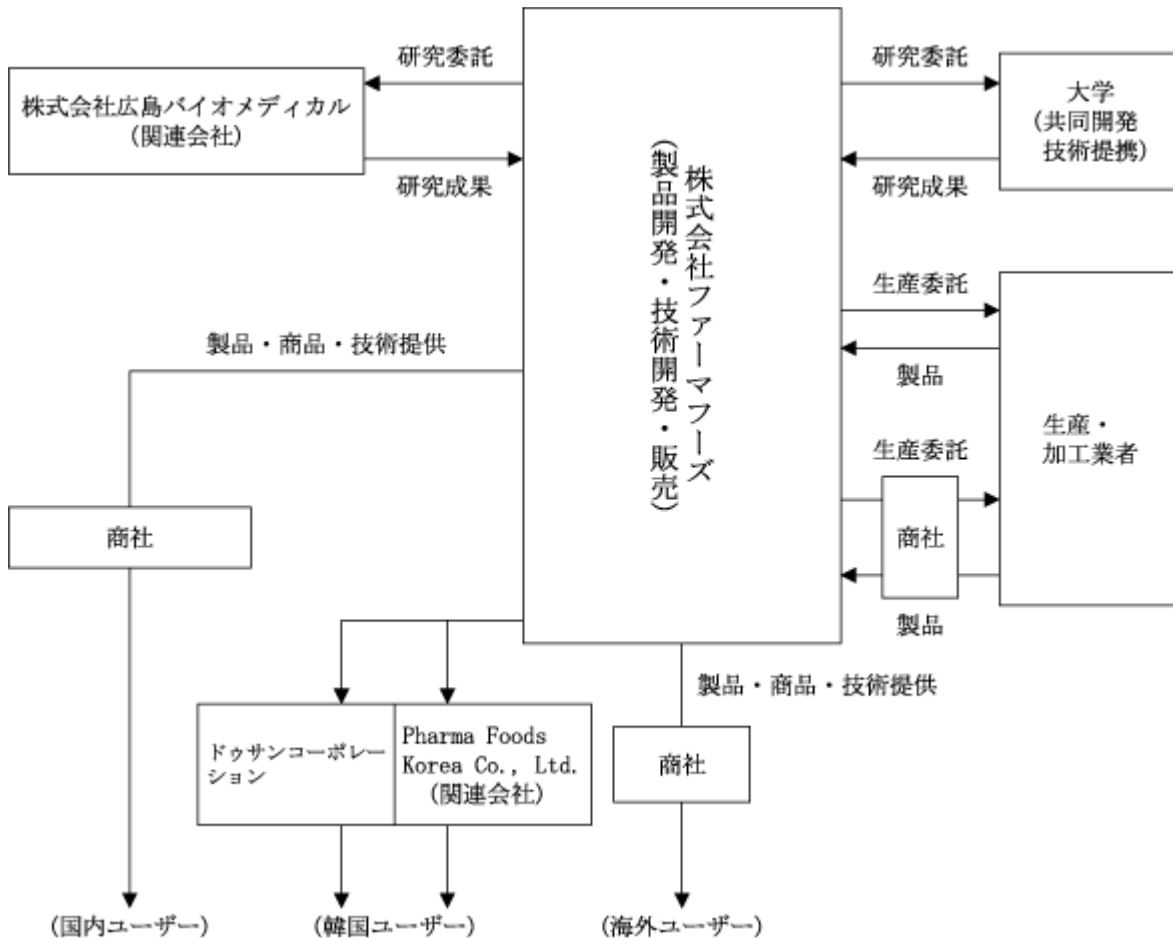 研究委託
研究委託
株式会社広島バイオメディカル
(関連会社)
大学
(共同開発
技術提携)
研究成果
研究成果
株式会社ファーマフーズ
(製品開発・技術開発・販売)
生産委託
製品・商品・技術提供
製品
生産・
加工業者
生産委託
商社
商社
製品
製品・商品・技術提供
ドゥサンコーポレー
ション
Pharma Foods
Korea Co., Ltd.
(関連会社)
商社
(国内ユーザー)
(韓国ユーザー)
(海外ユーザー)